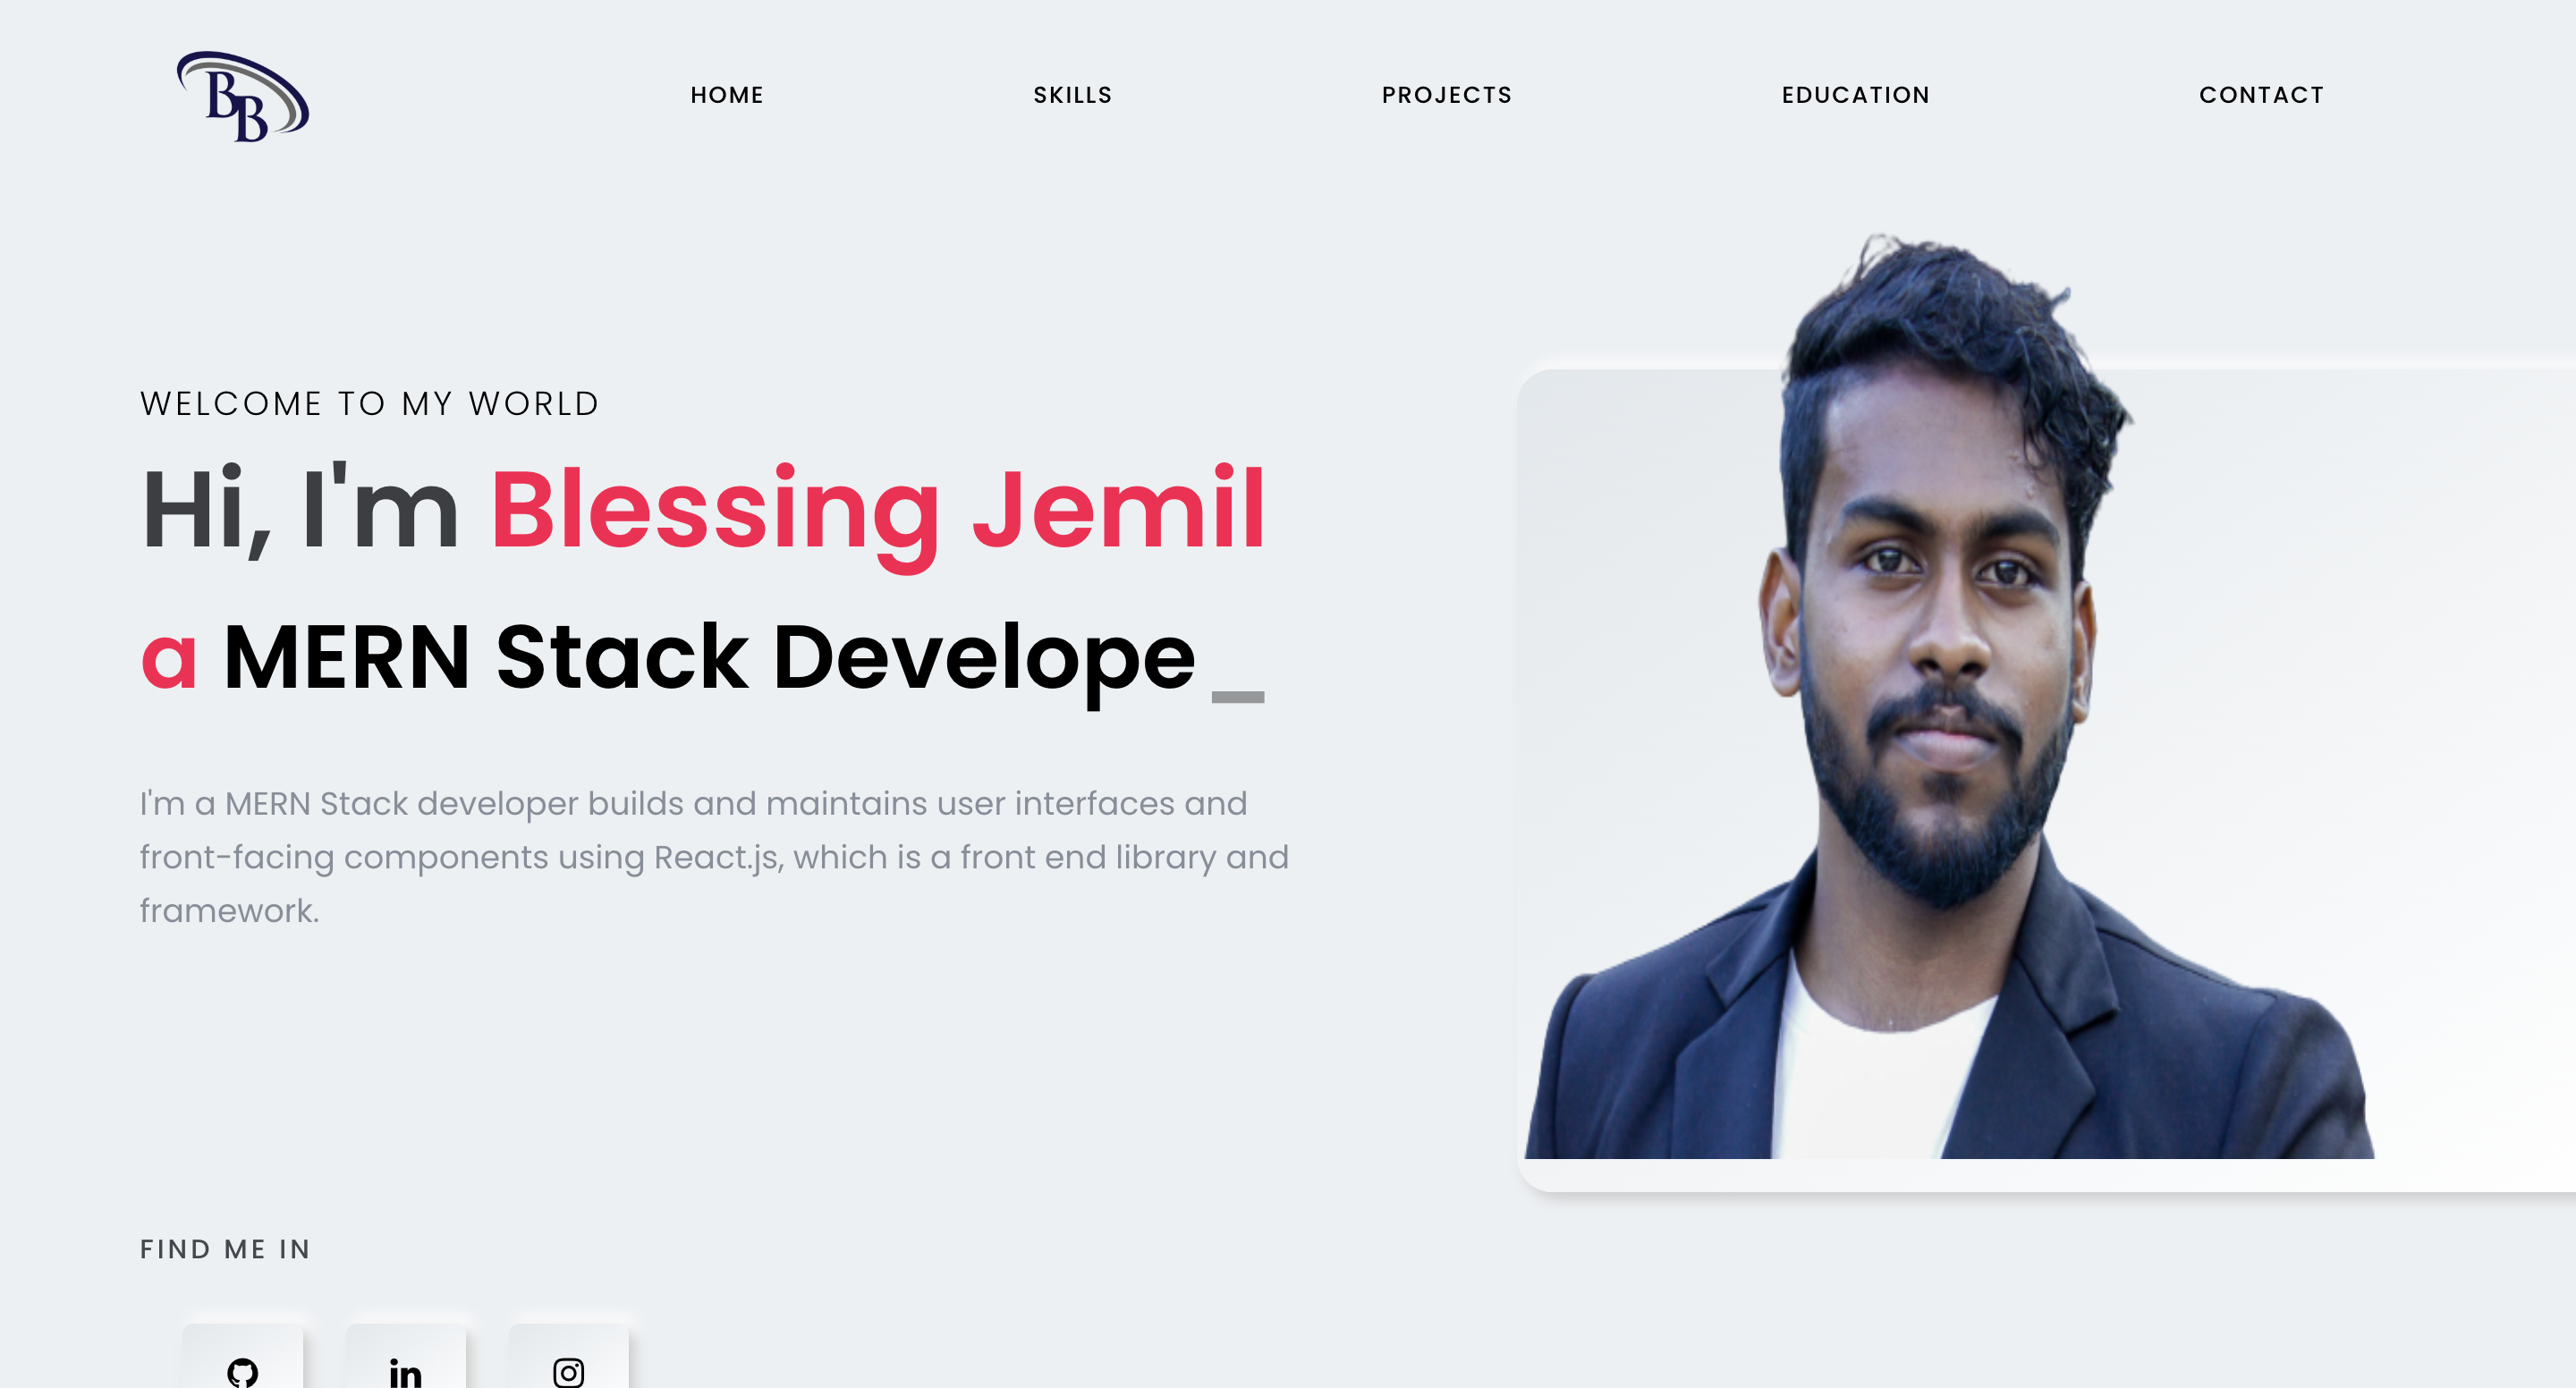 BB
HOME SKILLS PROJECTS EDUCATION CONTACT
WELCOME TO MY WORLD
Hi, I'm Blessing Jemil
a MERN Stack Develope_
I'm a MERN Stack developer builds and maintains user interfaces and
front-facing components using React.js, which is a front end library and
framework.
FIND ME IN
in